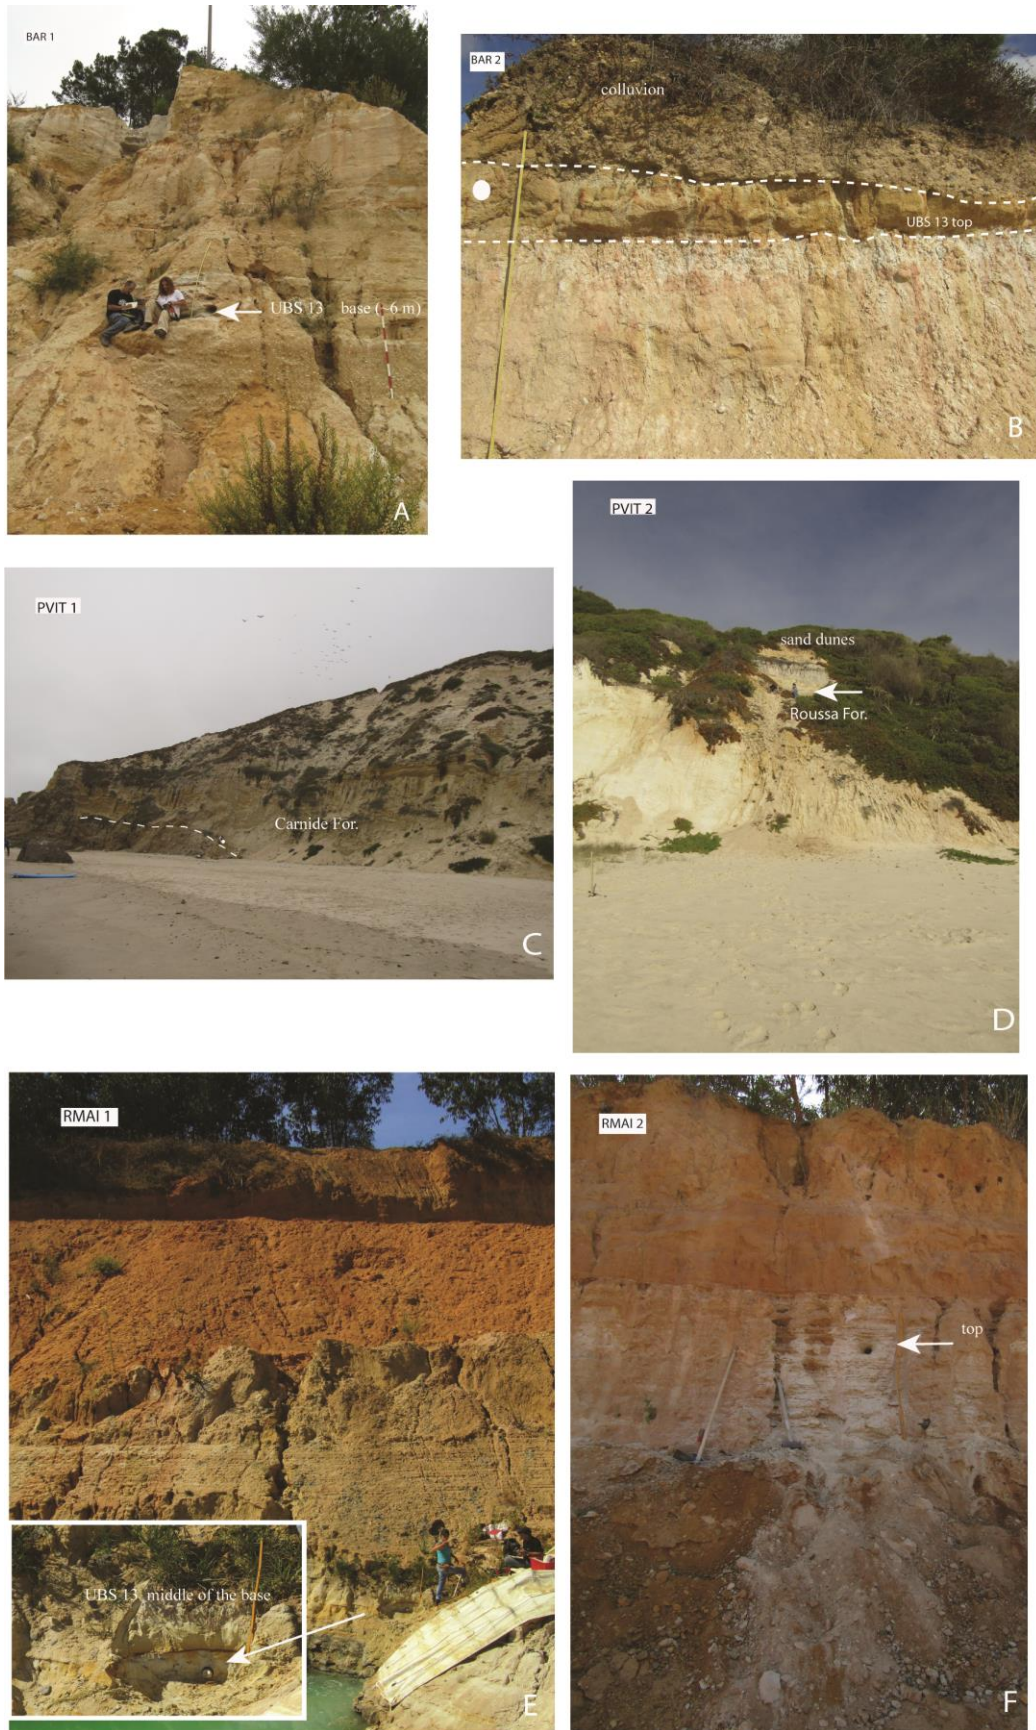 BAR 1
UBS 13 base (~6 m)
A
BAR 2
colluvion
UBS 13 top
B
PVIT 1
Carnide For.
C
PVIT 2
sand dunes
Roussa For.
D
RMAI 1
UBS 13 middle of the base
E
RMAI 2
top
F